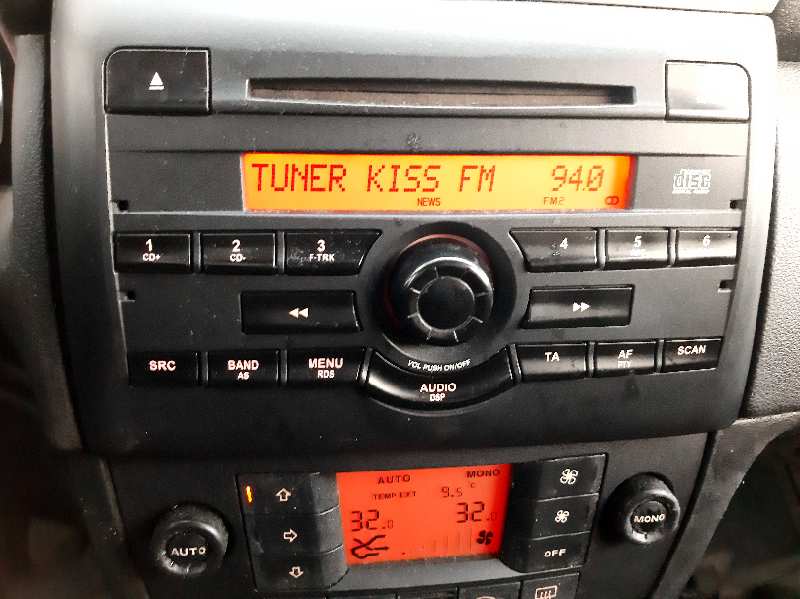 TUNER KISS FM 94.0
NEWS FM2
disc
1 2 3 4 5 6
CD+ CD- F-TRK
SRC BAND MENU TA AF SCAN
AS RDS PTY
VOL PUSH ON/OFF
AUDIO
DSP
AUTO MONO
TEMP EXT 9.5 °C
32.0 32.0
AUTO OFF MONO